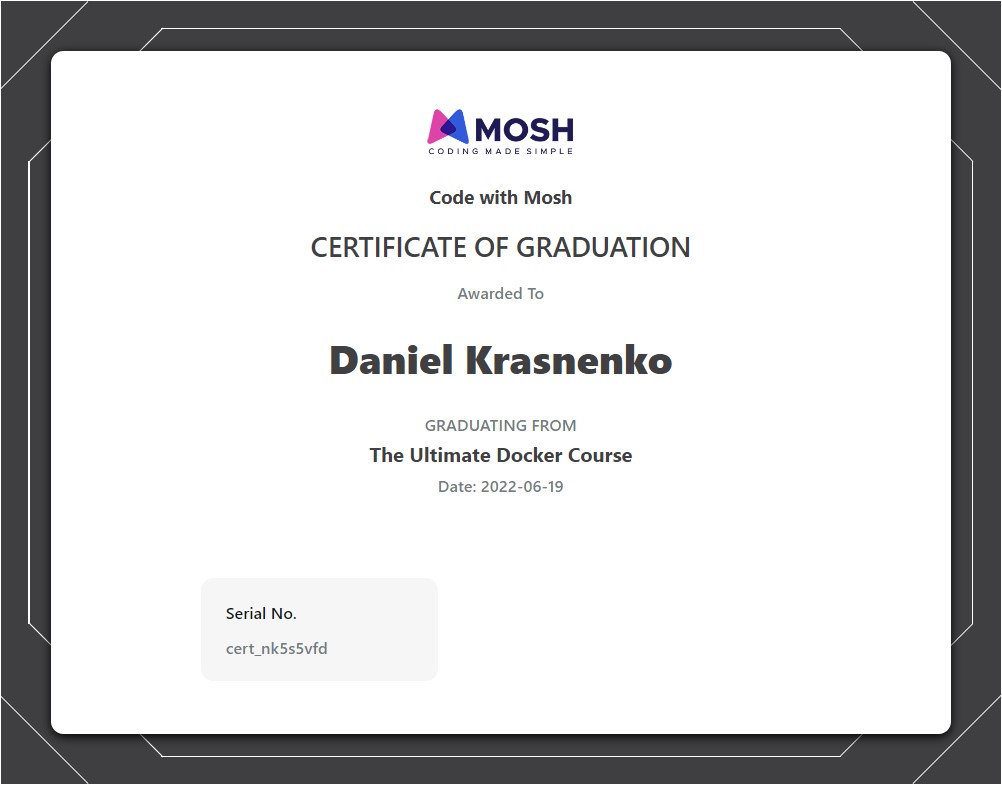 MOSH
CODING MADE SIMPLE
Code with Mosh
CERTIFICATE OF GRADUATION
Awarded To
Daniel Krasnenko
GRADUATING FROM
The Ultimate Docker Course
Date: 2022-06-19
Serial No.
cert_nk5s5vfd